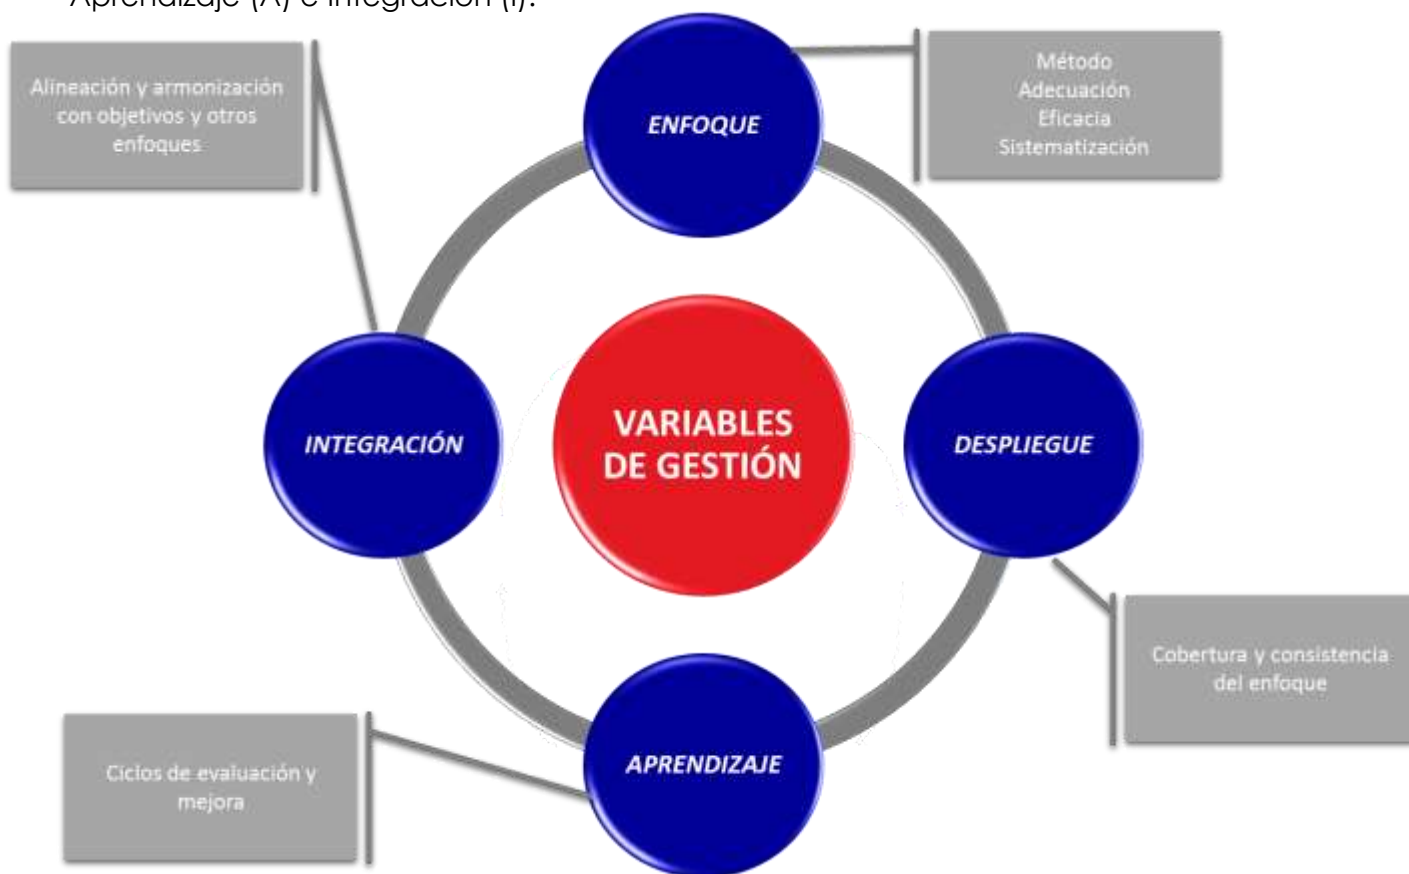 Aprendizaje (A) e Integración (I).
ENFOQUE
Método
Adecuación
Eficacia
Sistematización
Alineación y armonización
con objetivos y otros
enfoques
VARIABLES
DE GESTIÓN
INTEGRACIÓN
DESPLIEGUE
Cobertura y consistencia
del enfoque
APRENDIZAJE
Ciclos de evaluación y
mejora